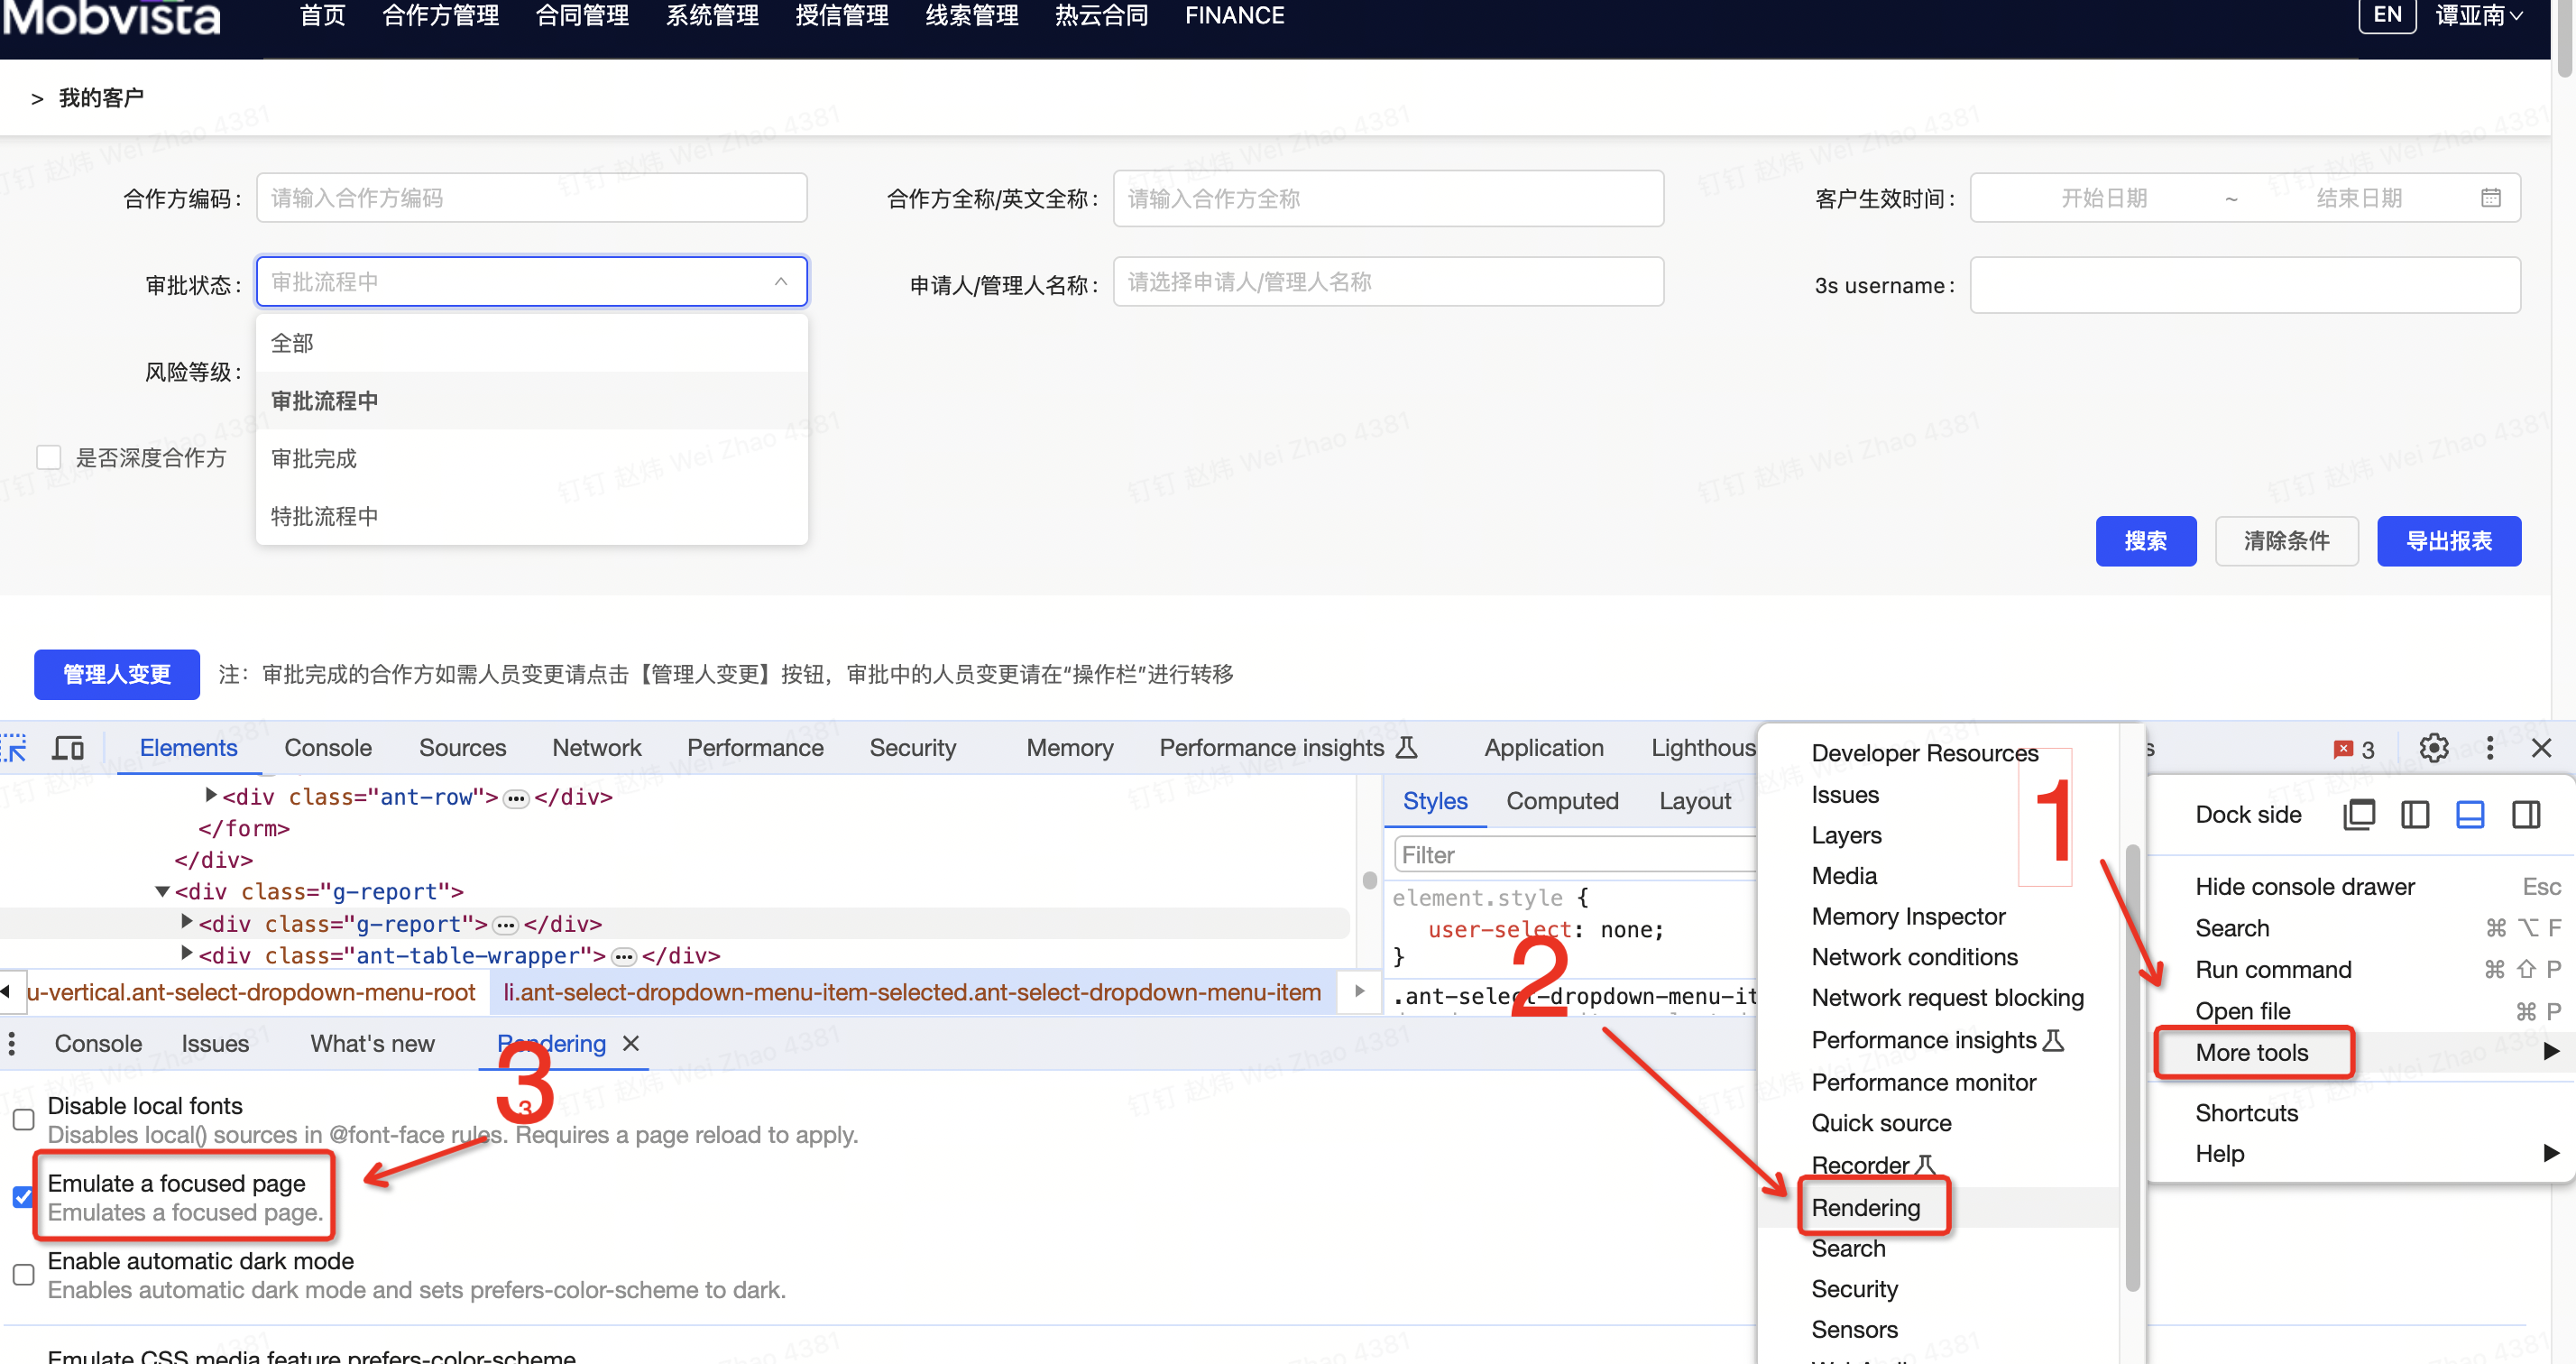 Mobvista
首页 合作方管理 合同管理 系统管理 授信管理 线索管理 热云合同 FINANCE EN 谭亚南
> 我的客户
合作方编码: 请输入合作方编码 合作方全称/英文全称: 请输入合作方全称 客户生效时间: 开始日期 ~ 结束日期
审批状态: 审批流程中 申请人/管理人名称: 请选择申请人/管理人名称 3s username:
全部
风险等级:
审批流程中
是否深度合作方 审批完成
特批流程中
搜索 清除条件 导出报表
管理人变更 注：审批完成的合作方如需人员变更请点击【管理人变更】按钮，审批中的人员变更请在“操作栏”进行转移
Elements Console Sources Network Performance Security Memory Performance insights Application Lighthous s 3
<div class="ant-row"> ••• </div>
</form>
</div>
<div class="g-report">
<div class="g-report"> ••• </div>
<div class="ant-table-wrapper"> ••• </div>
u-vertical.ant-select-dropdown-menu-root li.ant-select-dropdown-menu-item-selected.ant-select-dropdown-menu-item
Styles Computed Layout
Filter
element.style {
user-select: none;
}
.ant-select-dropdown-menu-it
Developer Resources
Issues
Layers
Media
Memory Inspector
Network conditions
Network request blocking
Performance insights
Performance monitor
Quick source
Recorder
Rendering
Search
Security
Sensors
Dock side
Hide console drawer Esc
Search ⌘ ⌥ F
Run command ⌘ ⇧ P
Open file ⌘ P
More tools
Shortcuts
Help
1
2
3
3
Console Issues What's new Rendering
Disable local fonts
Disables local() sources in @font-face rules. Requires a page reload to apply.
Emulate a focused page
Emulates a focused page.
Enable automatic dark mode
Enables automatic dark mode and sets prefers-color-scheme to dark.
Emulate CSS media feature prefers-color-scheme
钉钉 赵炜 Wei Zhao 4381